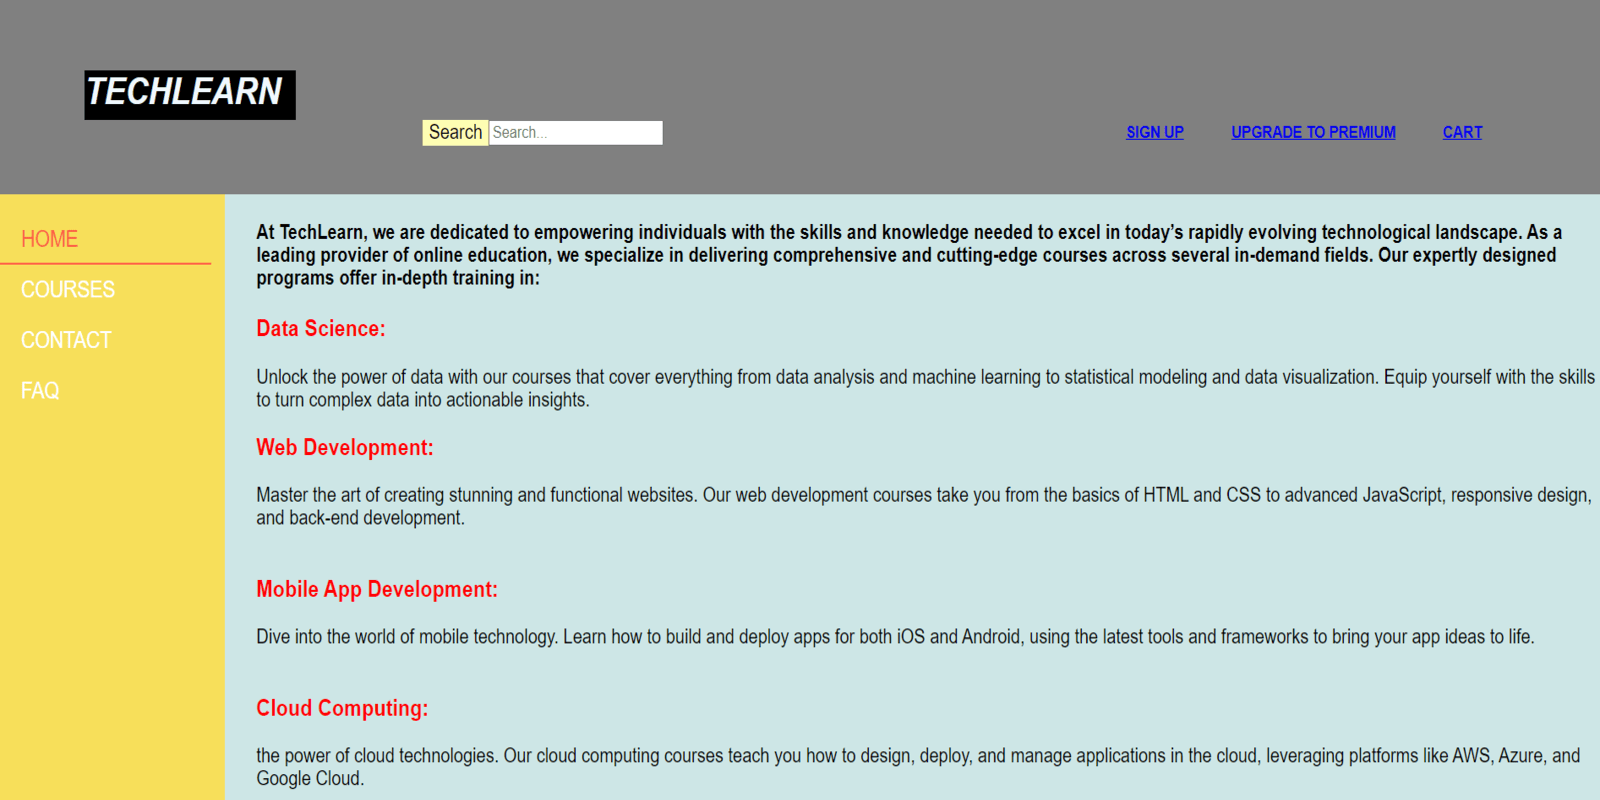 TECHLEARN
Search Search...
SIGN UP UPGRADE TO PREMIUM CART
HOME
COURSES
CONTACT
FAQ
At TechLearn, we are dedicated to empowering individuals with the skills and knowledge needed to excel in today’s rapidly evolving technological landscape. As a
leading provider of online education, we specialize in delivering comprehensive and cutting-edge courses across several in-demand fields. Our expertly designed
programs offer in-depth training in:
Data Science:
Unlock the power of data with our courses that cover everything from data analysis and machine learning to statistical modeling and data visualization. Equip yourself with the skills
to turn complex data into actionable insights.
Web Development:
Master the art of creating stunning and functional websites. Our web development courses take you from the basics of HTML and CSS to advanced JavaScript, responsive design,
and back-end development.
Mobile App Development:
Dive into the world of mobile technology. Learn how to build and deploy apps for both iOS and Android, using the latest tools and frameworks to bring your app ideas to life.
Cloud Computing:
the power of cloud technologies. Our cloud computing courses teach you how to design, deploy, and manage applications in the cloud, leveraging platforms like AWS, Azure, and
Google Cloud.